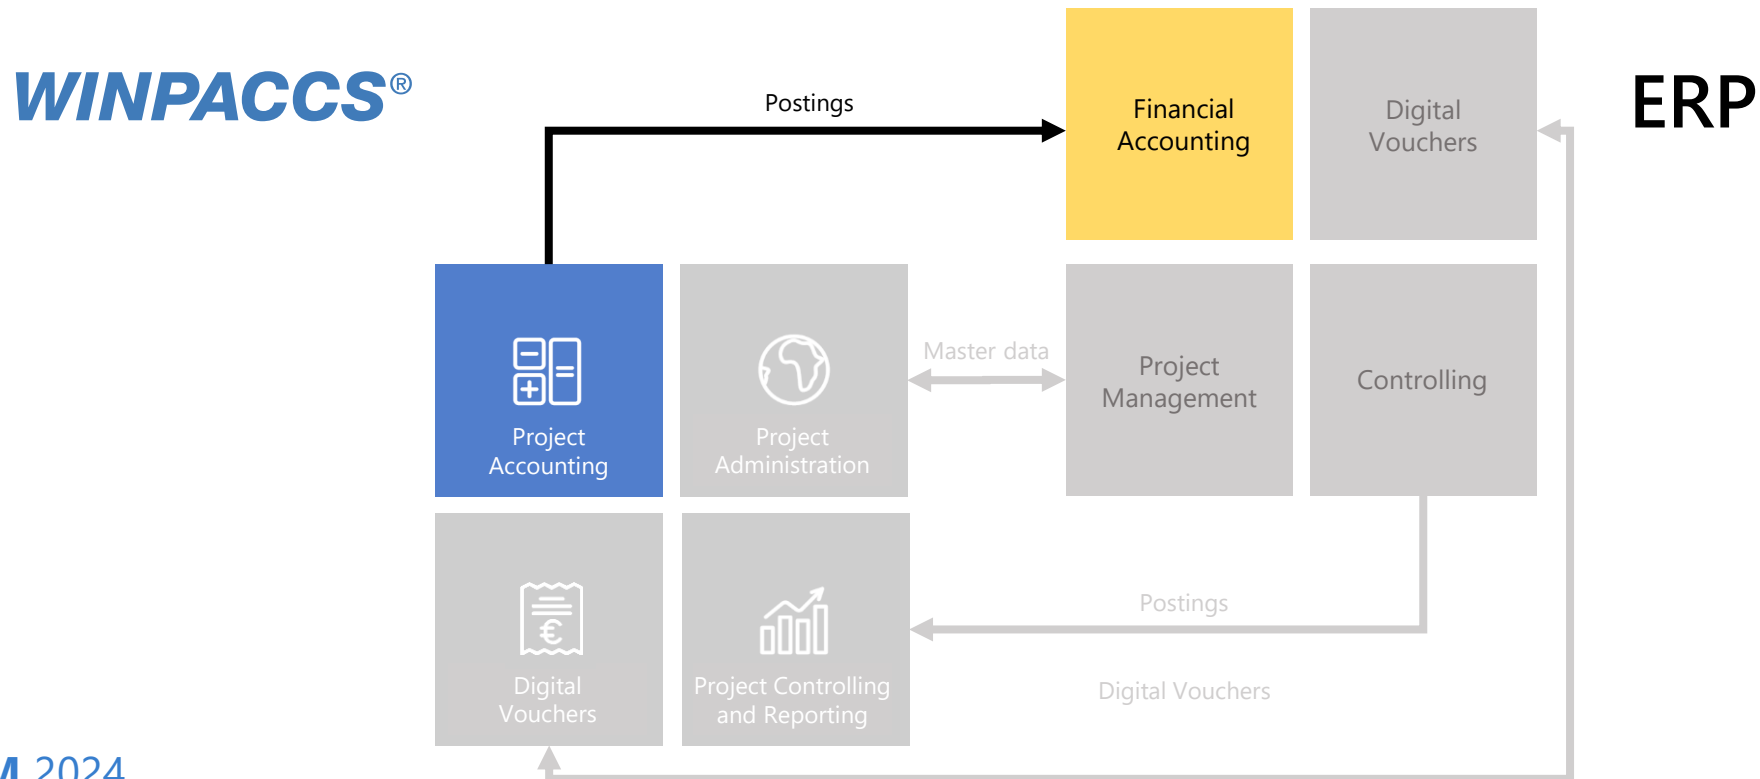 WINPACCS®
ERP
Postings
Financial
Accounting
Digital
Vouchers
Project
Accounting
Project
Administration
Master data
Project
Management
Controlling
Digital
Vouchers
Project Controlling
and Reporting
Postings
Digital Vouchers
2024